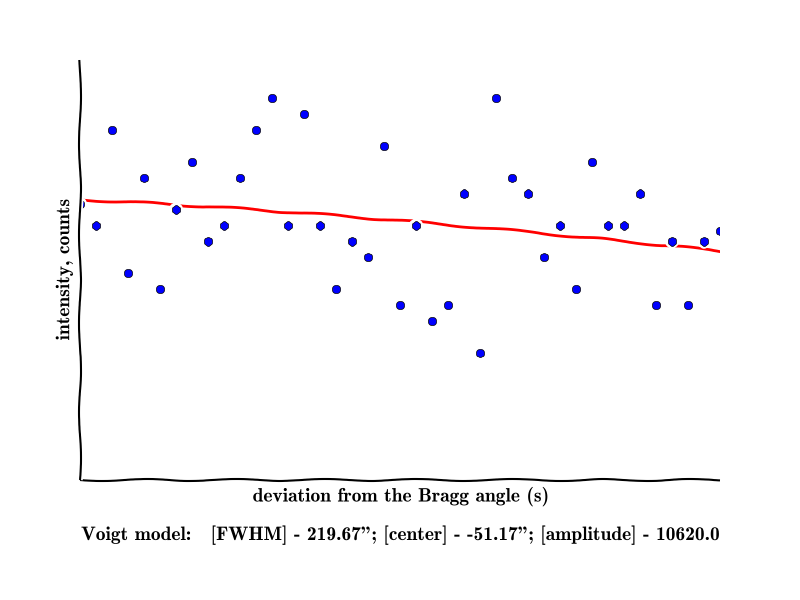 intensity, counts
deviation from the Bragg angle (s)
Voigt model: [FWHM] - 219.67”; [center] - -51.17”; [amplitude] - 10620.0